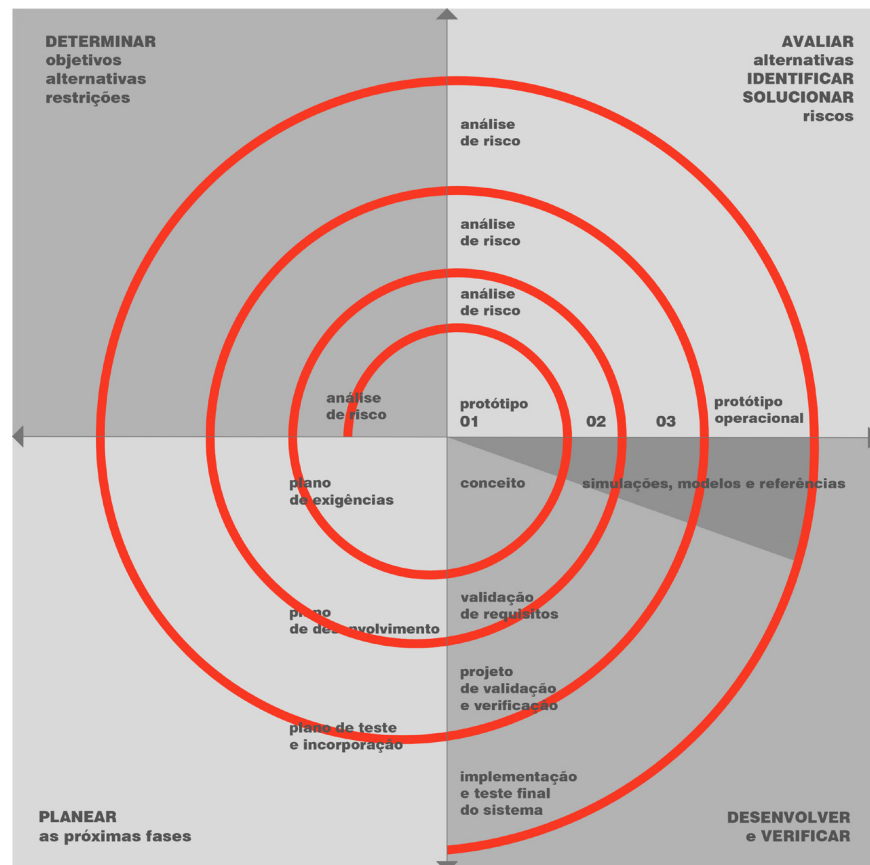 DETERMINAR
objetivos
alternativas
restrições
AVALIAR
alternativas
IDENTIFICAR
SOLUCIONAR
riscos
análise
de risco
análise
de risco
análise
de risco
análise
de risco
protótipo
01
02
03
protótipo
operacional
plano
de exigências
conceito
simulações, modelos e referências
plano
de desenvolvimento
validação
de requisitos
projeto
de validação
e verificação
plano de teste
e incorporação
implementação
e teste final
do sistema
PLANEAR
as próximas fases
DESENVOLVER
e VERIFICAR